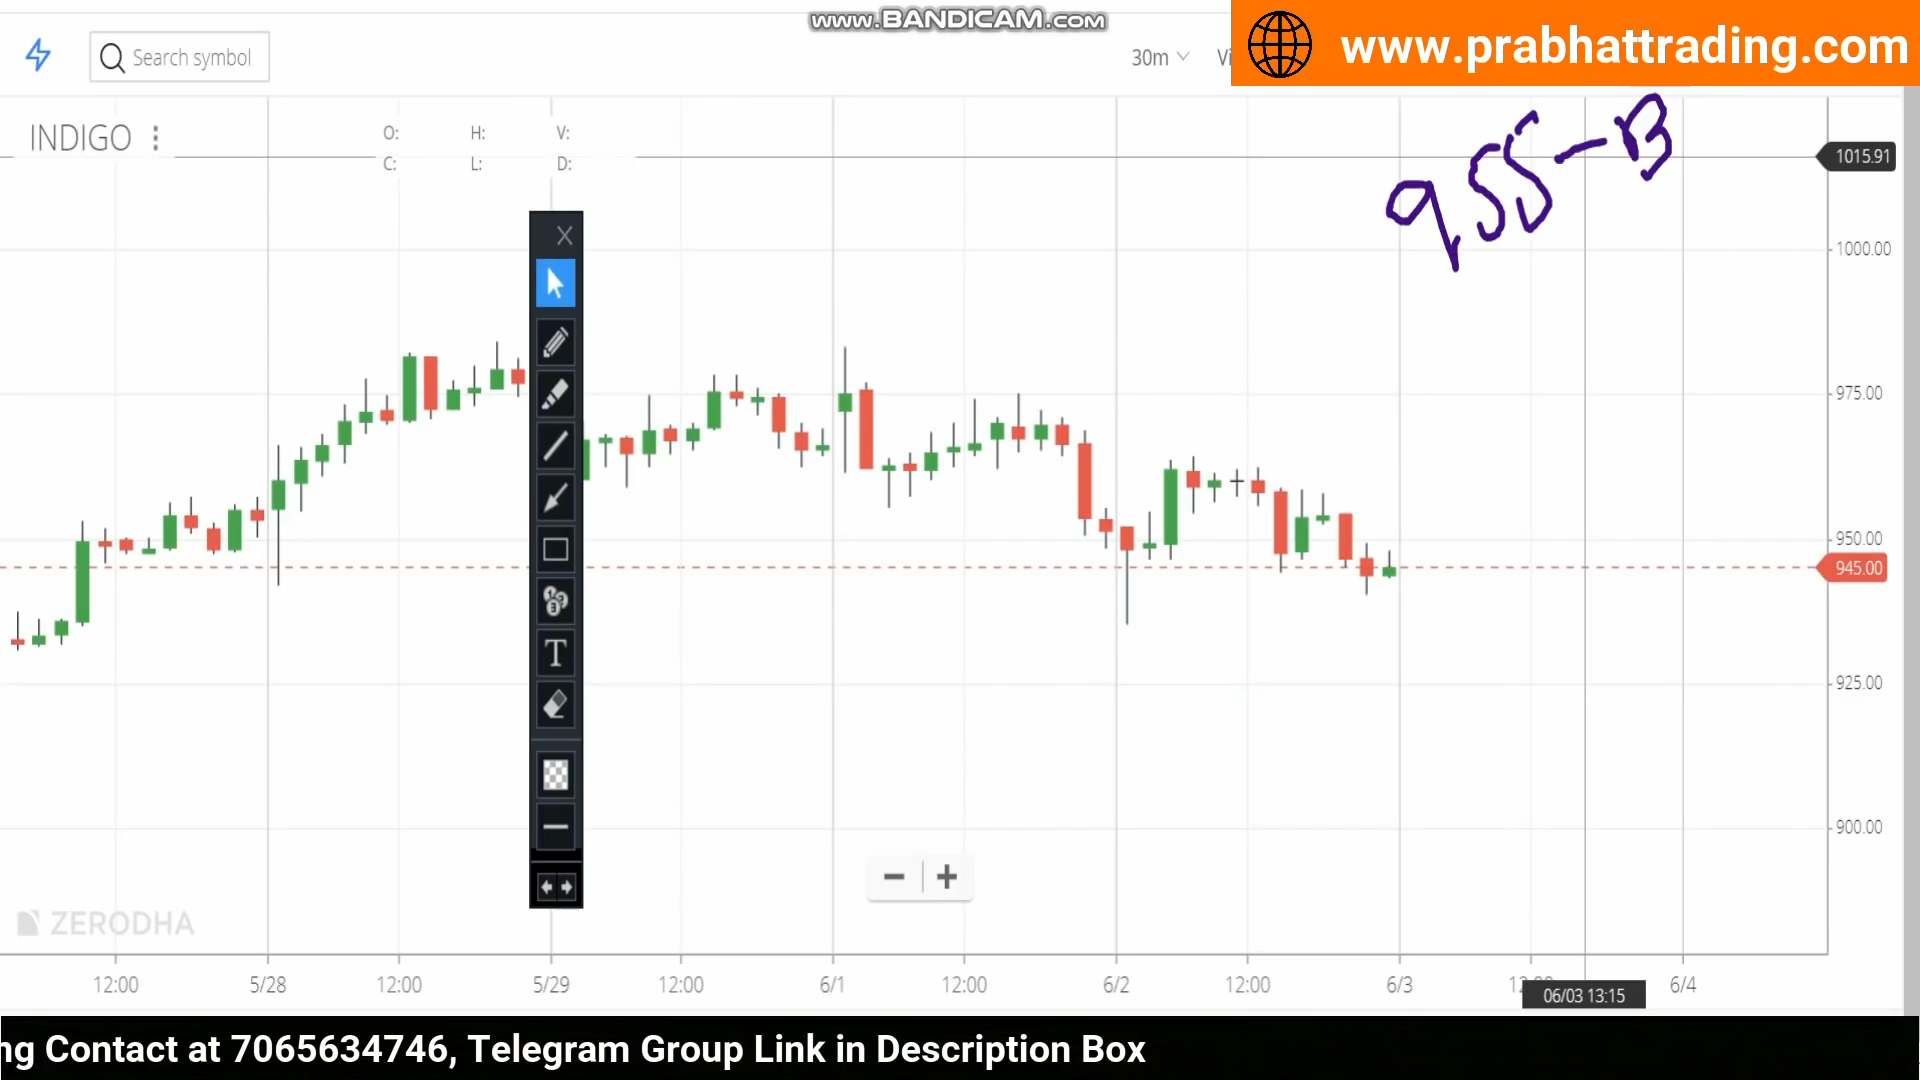 www.BANDICAM.com
www.prabhattrading.com
Search symbol
30m
INDIGO
O: H: V:
C: L: D:
955-B
1015.91
1000.00
975.00
950.00
945.00
925.00
900.00
T
ZERODHA
12:00 5/28 12:00 5/29 12:00 6/1 12:00 6/2 12:00 6/3 6/4
06/03 13:15
ng Contact at 7065634746, Telegram Group Link in Description Box